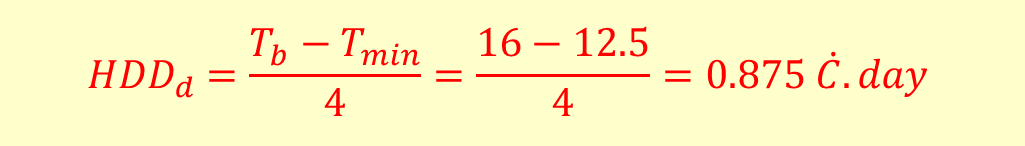 HDD_d = (T_b − T_min)/4 = (16 − 12.5)/4 = 0.875 Ċ. day